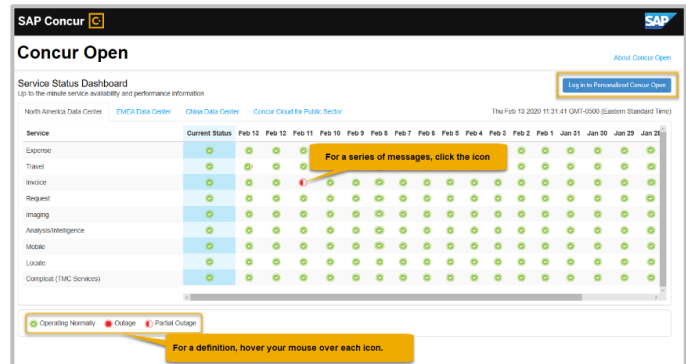 SAP Concur C
SAP
Concur Open
About Concur Open
Service Status Dashboard
Up to the minute service availability and performance information
Log in to Personalized Concur Open
North America Data Center EMEA Data Center China Data Center Concur Cloud for Public Sector Thu Feb 13 2020 11:31:41 GMT-0500 (Eastern Standard Time)
Service Current Status Feb 13 Feb 12 Feb 11 Feb 10 Feb 9 Feb 8 Feb 7 Feb 6 Feb 5 Feb 4 Feb 3 Feb 2 Feb 1 Jan 31 Jan 30 Jan 29 Jan 28
Expense
For a series of messages, click the icon
Travel
Invoice
Request
Imaging
Analysis/Intelligence
Mobile
Locate
Compleat (TMC Services)
Operating Normally Outage Partial Outage
For a definition, hover your mouse over each icon.